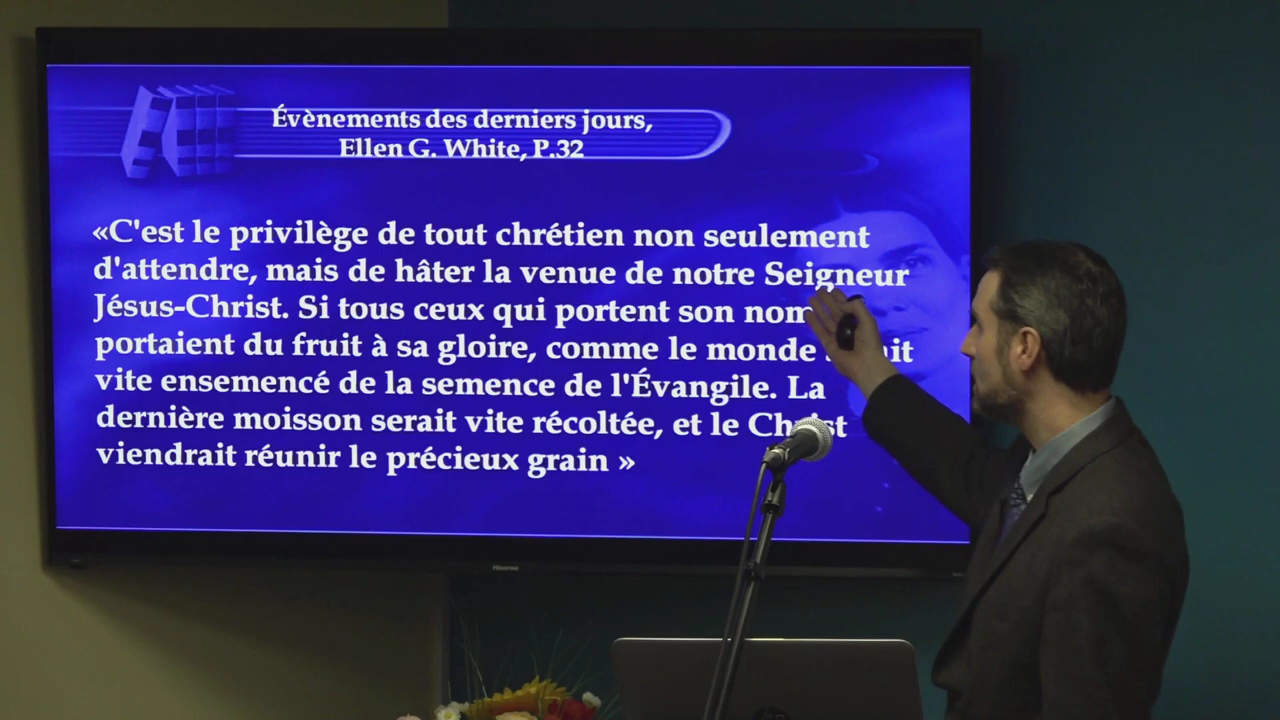 Évènements des derniers jours,
Ellen G. White, P.32
«C'est le privilège de tout chrétien non seulement
d'attendre, mais de hâter la venue de notre Seigneur
Jésus-Christ. Si tous ceux qui portent son nom
portaient du fruit à sa gloire, comme le monde
vite ensemencé de la semence de l'Évangile. La
dernière moisson serait vite récoltée, et le Christ
viendrait réunir le précieux grain »
Hisense